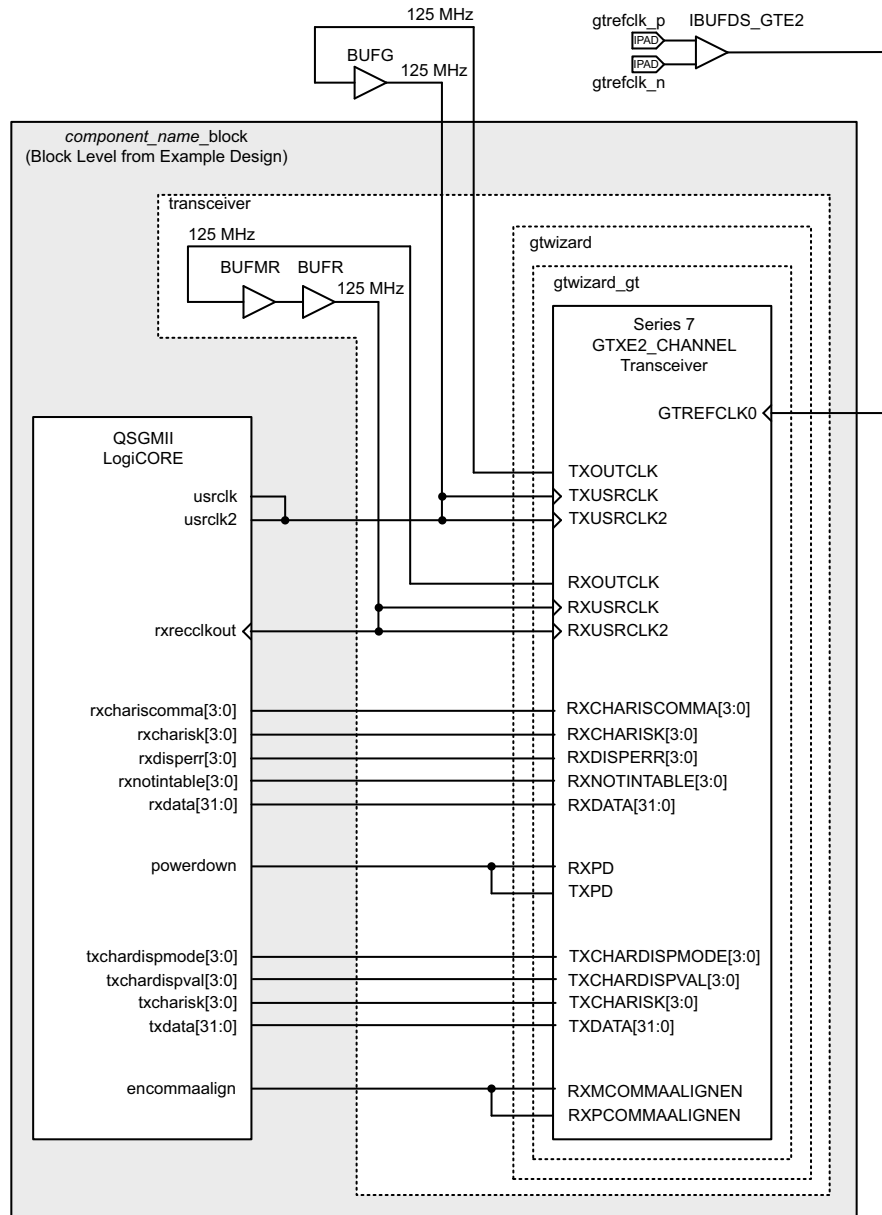 125 MHz
gtrefclk_p
IBUFDS_GTE2
IPAD
IPAD
gtrefclk_n
BUFG
125 MHz
component_name_block
(Block Level from Example Design)
transceiver
125 MHz
BUFMR
BUFR
125 MHz
gtwizard
gtwizard_gt
Series 7
GTXE2_CHANNEL
Transceiver
GTREFCLK0
QSGMII
LogiCORE
TXOUTCLK
usrclk
TXUSRCLK
usrclk2
TXUSRCLK2
RXOUTCLK
RXUSRCLK
rxrecclkout
RXUSRCLK2
rxchariscomma[3:0]
RXCHARISCOMMA[3:0]
rxcharisk[3:0]
RXCHARISK[3:0]
rxdisperr[3:0]
RXDISPERR[3:0]
rxnotintable[3:0]
RXNOTINTABLE[3:0]
rxdata[31:0]
RXDATA[31:0]
powerdown
RXPD
TXPD
txchardispmode[3:0]
TXCHARDISPMODE[3:0]
txchardispval[3:0]
TXCHARDISPVAL[3:0]
txcharisk[3:0]
TXCHARISK[3:0]
txdata[31:0]
TXDATA[31:0]
encommaalign
RXMCOMMAALIGNEN
RXPCOMMAALIGNEN